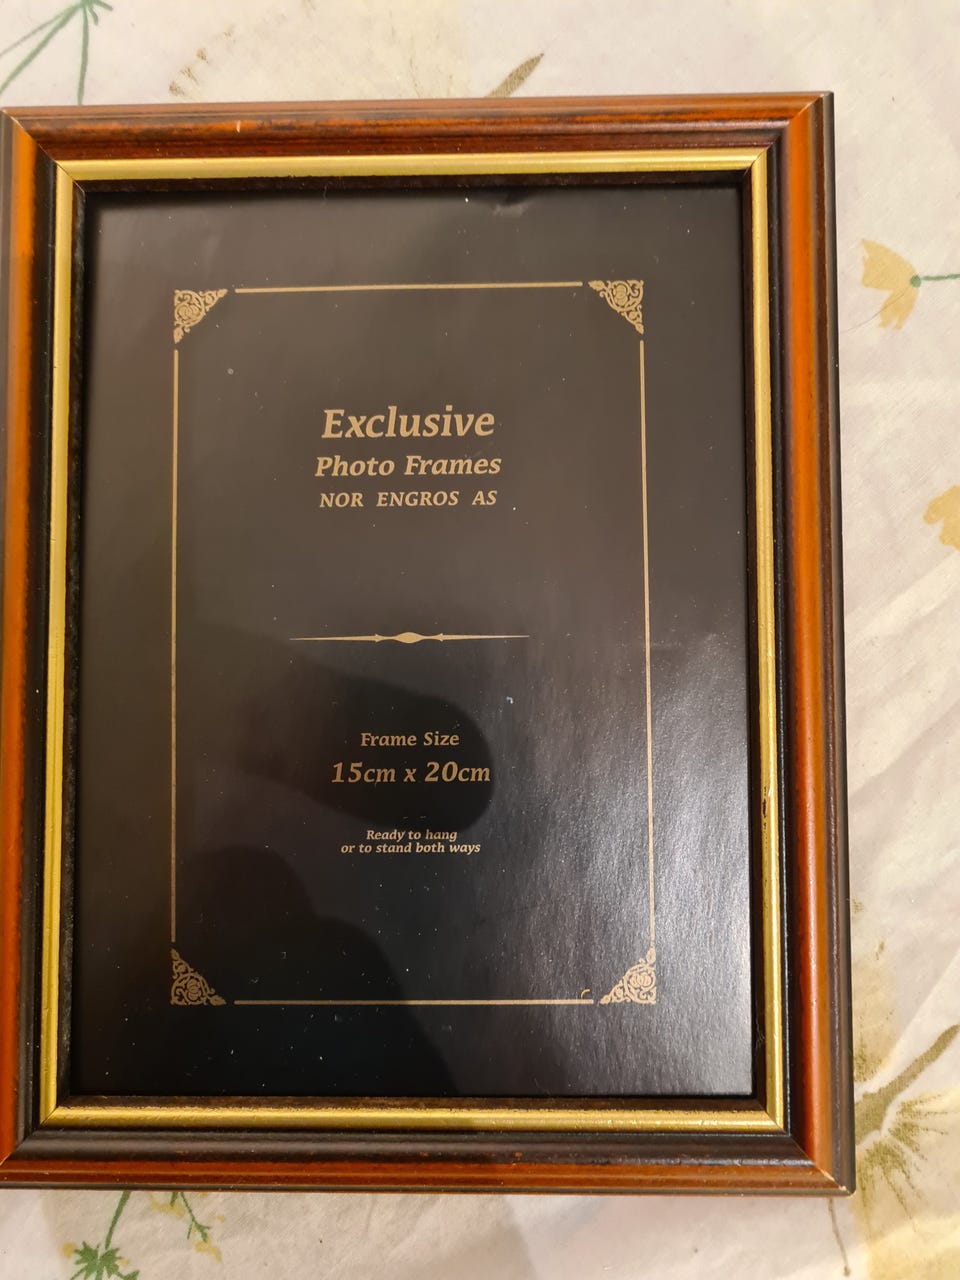 Exclusive
Photo Frames
NOR ENGROS AS
Frame Size
15cm x 20cm
Ready to hang
or to stand both ways